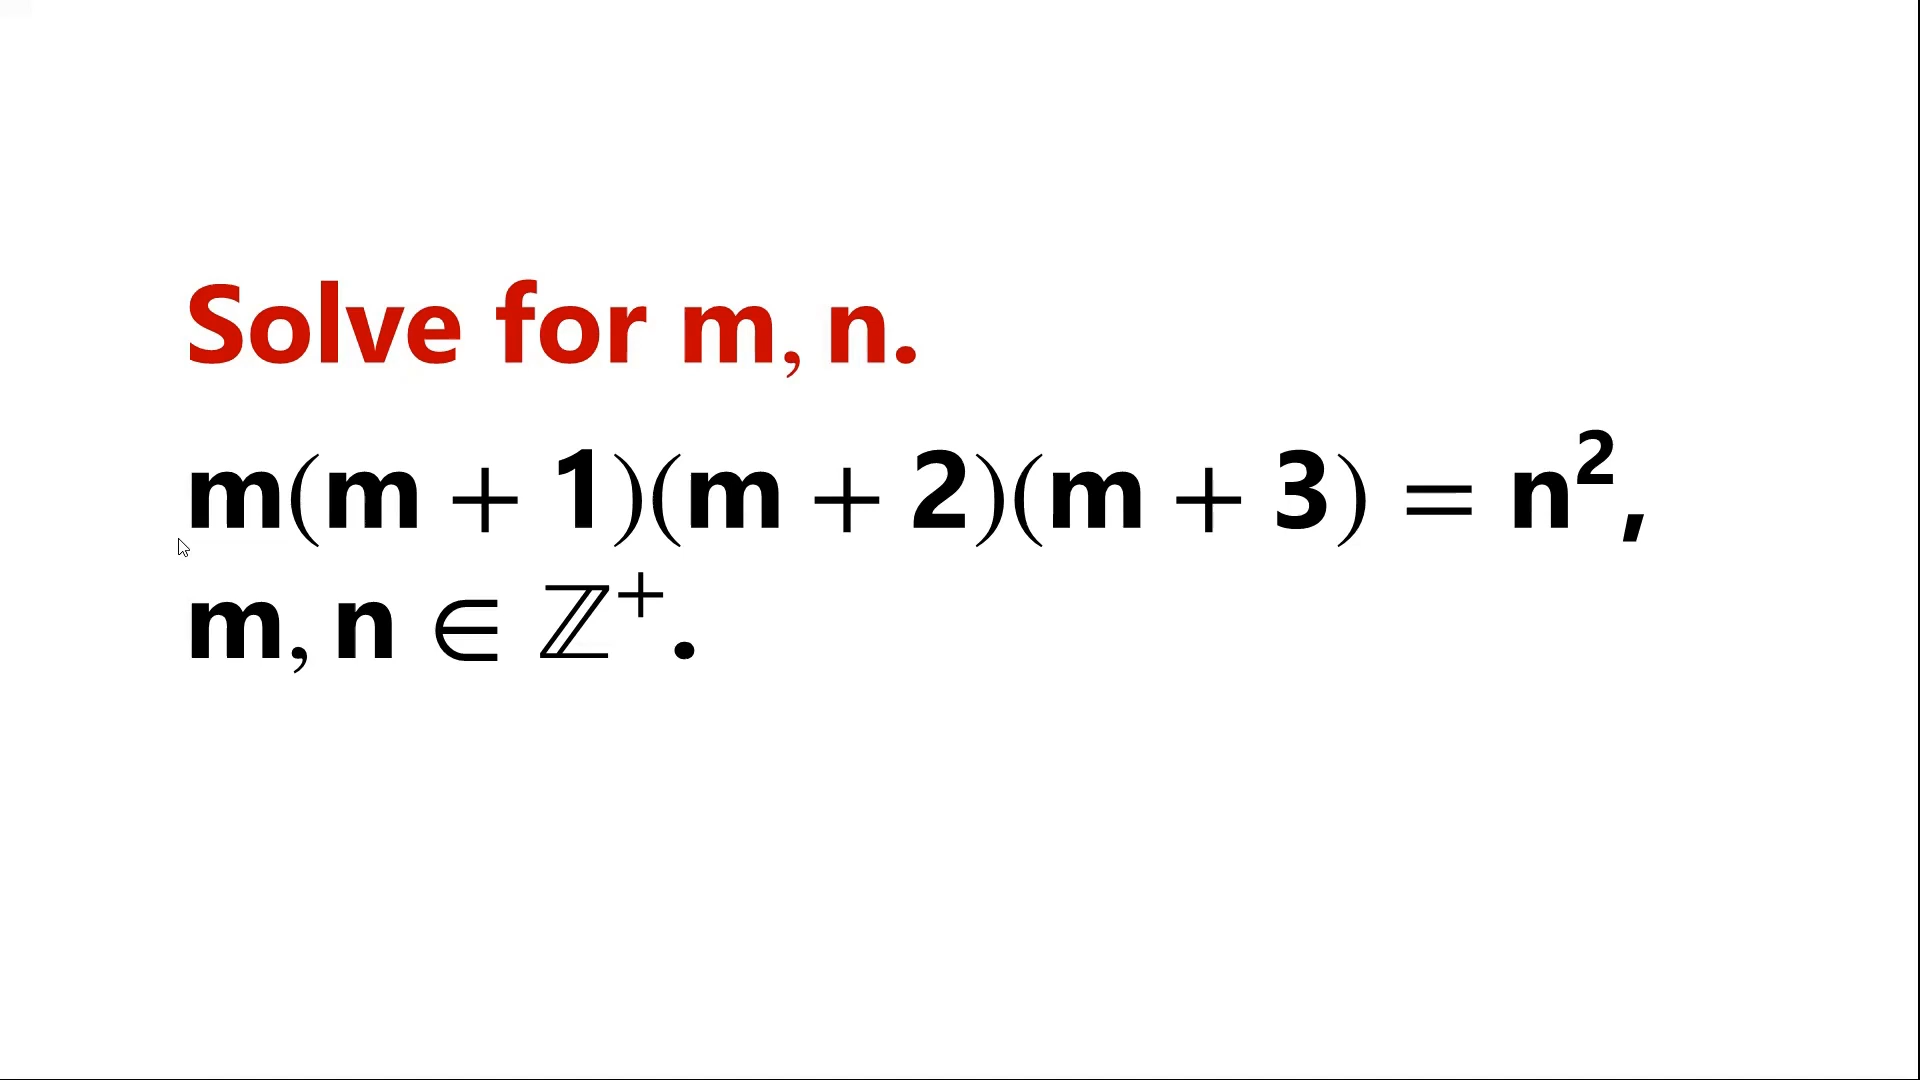 Solve for m, n.
m(m + 1)(m + 2)(m + 3) = n²,
m, n ∈ ℤ⁺.